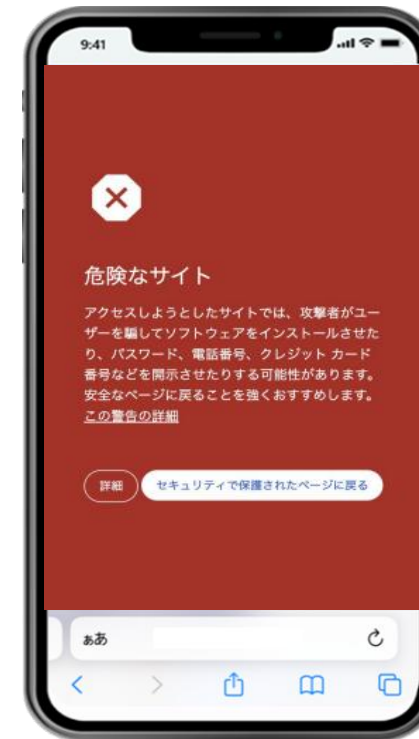 9:41
危険なサイト
アクセスしようとしたサイトでは、攻撃者がユー
ザーを騙してソフトウェアをインストールさせた
り、パスワード、電話番号、クレジット カード
番号などを開示させたりする可能性があります。
安全なページに戻ることを強くおすすめします。
この警告の詳細
詳細 セキュリティで保護されたページに戻る
ぁあ